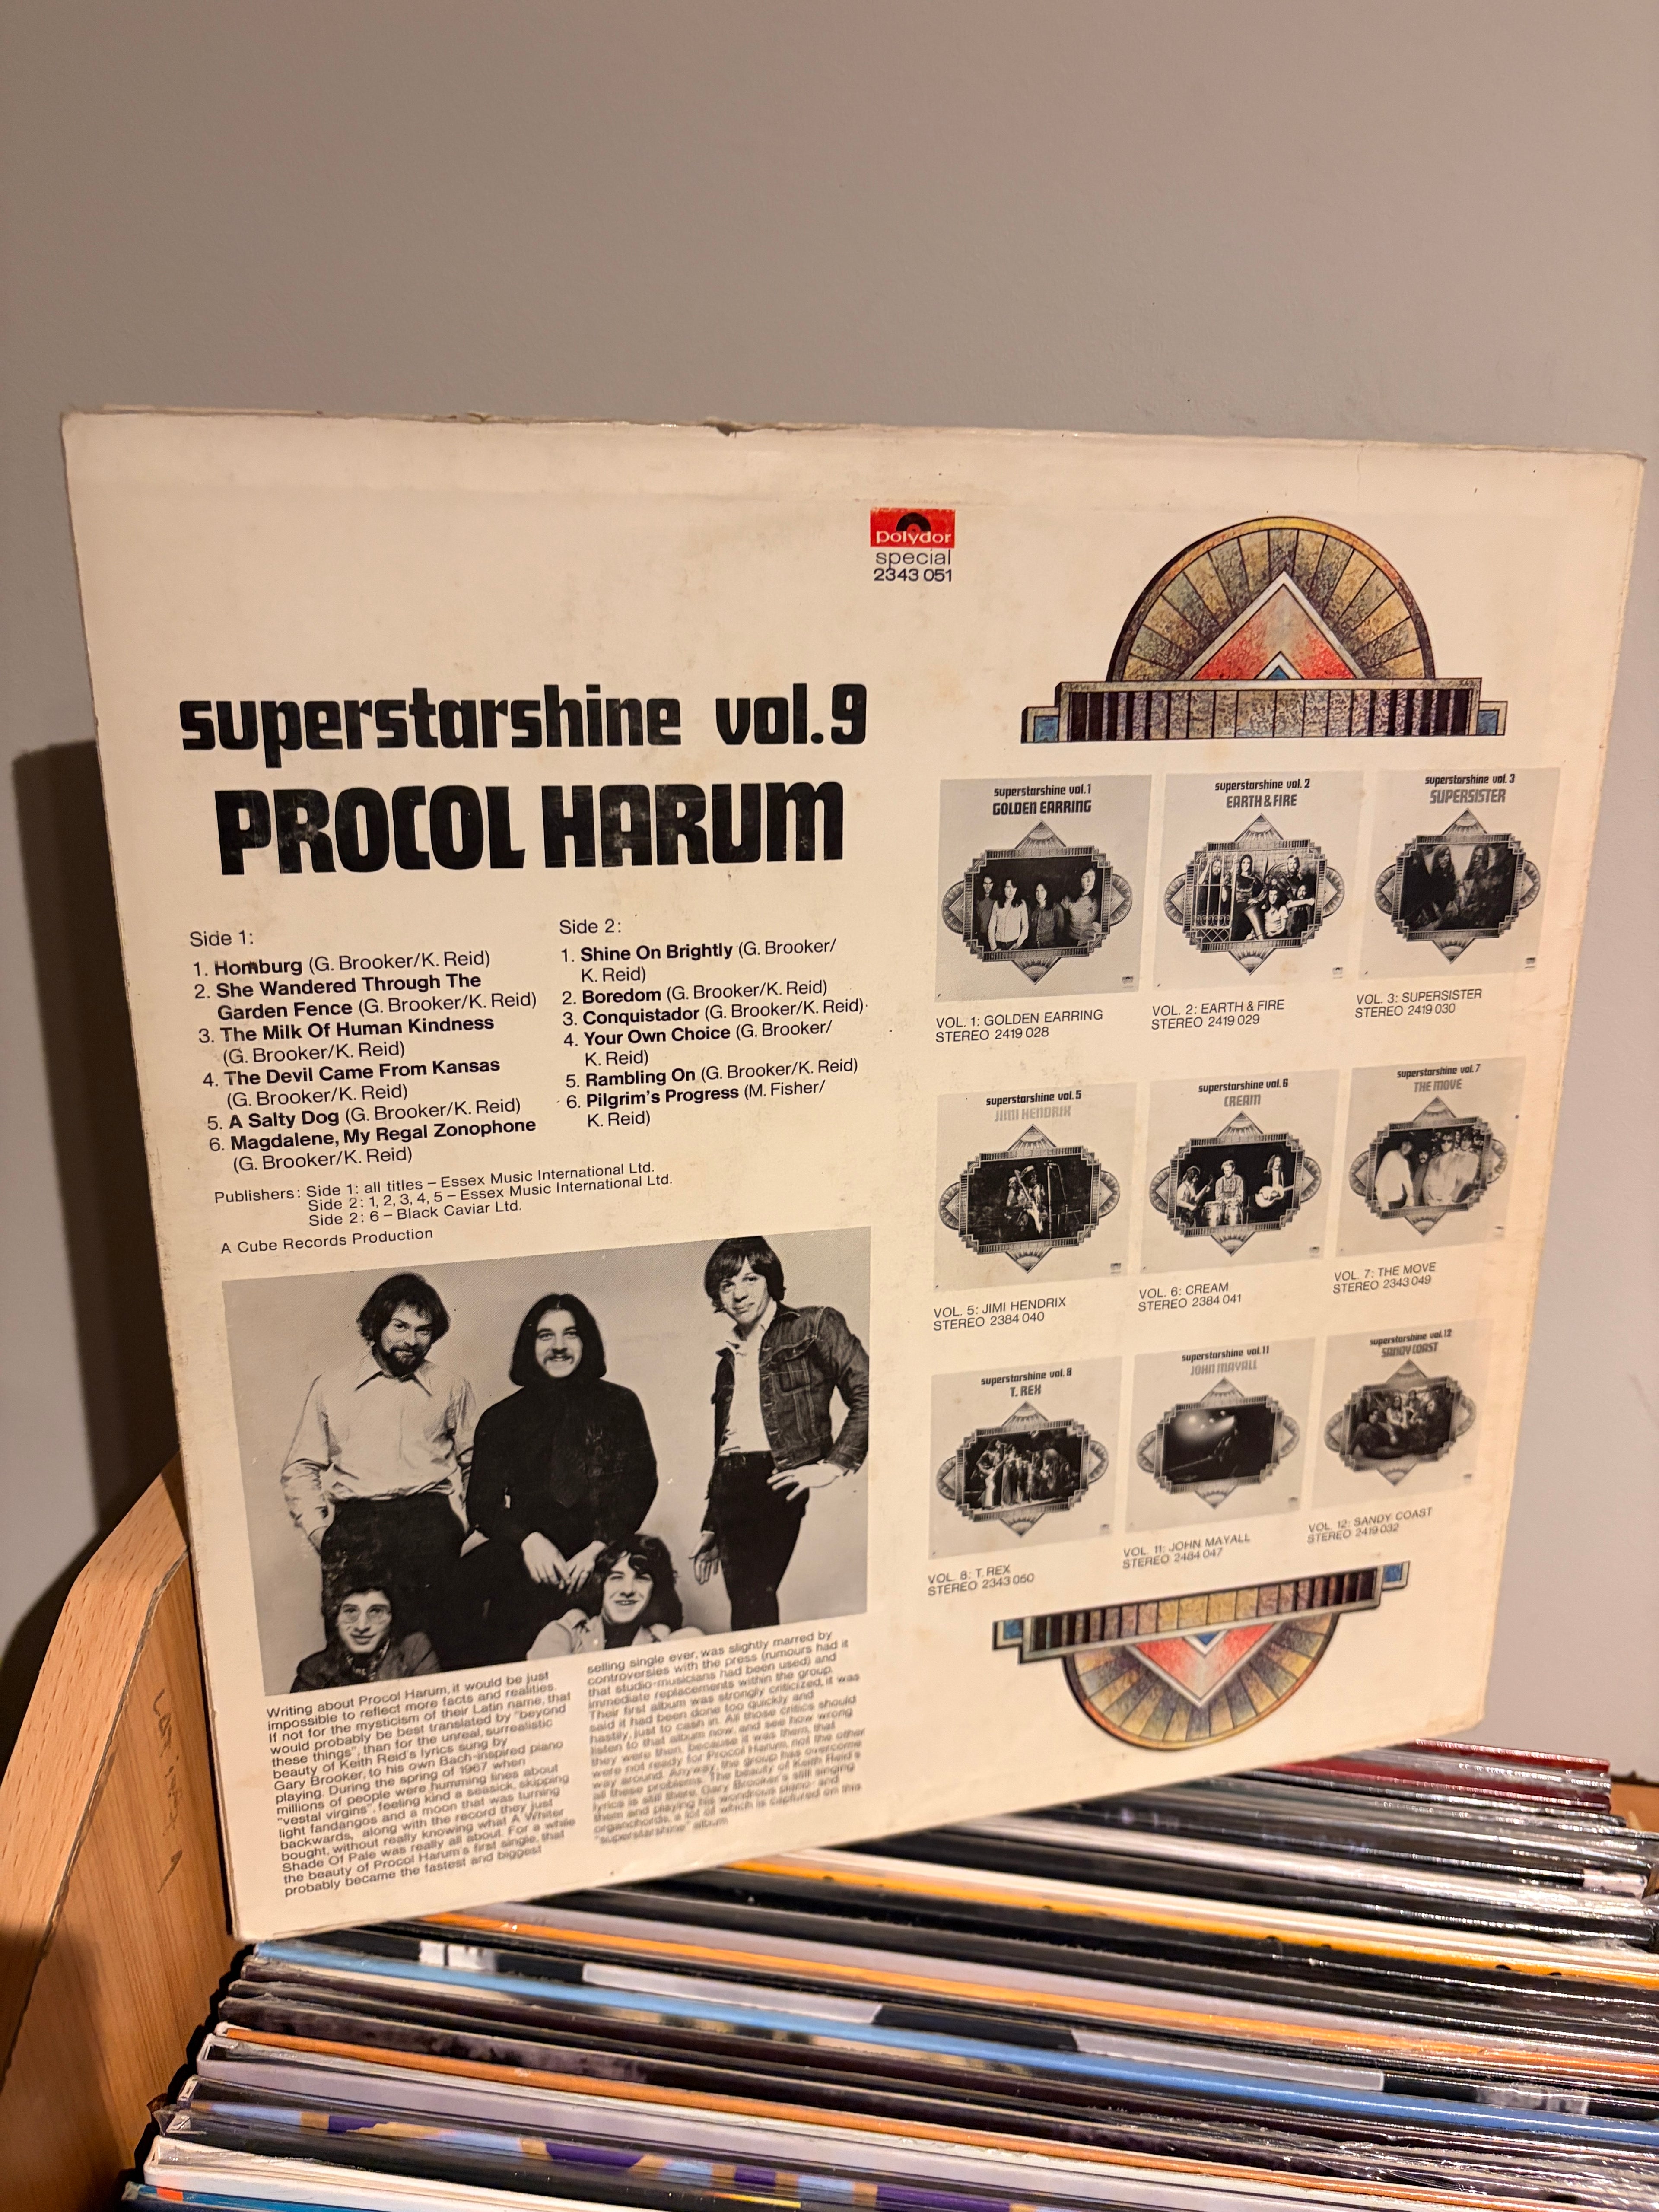 polydor
special
2343 051
superstarshine vol.9
PROCOL HARUM
Side 1:
1. Homburg (G. Brooker/K. Reid)
2. She Wandered Through The
Garden Fence (G. Brooker/K. Reid)
3. The Milk Of Human Kindness
(G. Brooker/K. Reid)
4. The Devil Came From Kansas
(G. Brooker/K. Reid)
5. A Salty Dog (G. Brooker/K. Reid)
6. Magdalene, My Regal Zonophone
(G. Brooker/K. Reid)
Side 2:
1. Shine On Brightly (G. Brooker/
K. Reid)
2. Boredom (G. Brooker/K. Reid)
3. Conquistador (G. Brooker/K. Reid)
4. Your Own Choice (G. Brooker/
K. Reid)
5. Rambling On (G. Brooker/K. Reid)
6. Pilgrim's Progress (M. Fisher/
K. Reid)
Publishers: Side 1: all titles – Essex Music International Ltd.
Side 2: 1, 2, 3, 4, 5 – Essex Music International Ltd.
Side 2: 6 – Black Caviar Ltd.
A Cube Records Production
Writing about Procol Harum, it would be just
impossible to reflect more facts and realities.
If not for the mysticism of their Latin name, that
would probably be best translated by "beyond
these things", than for the unreal, surrealistic
beauty of Keith Reid's lyrics sung by
Gary Brooker, to his own Bach-inspired piano
playing. During the spring of 1967 when
millions of people were humming lines about
"vestal virgins", feeling kind a seasick, skipping
light fandangos and a moon that was turning
backwards, along with the record they just
bought, without really knowing what A Whiter
Shade Of Pale was really all about. For a while
the beauty of Procol Harum's first single, that
probably became the fastest and biggest
selling single ever, was slightly marred by
controversies with the press (rumours had it
that studio-musicians had been used) and
immediate replacements within the group.
Their first album was strongly criticized, it was
said it had been done too quickly and
hastily, just to cash in. All those critics should
listen to that album now, and see how wrong
they were then, because it was them, that
were not ready for Procol Harum, not the other
way around. Anyway, the group has overcome
all these problems. The beauty of Keith Reid's
lyrics is still there, Gary Brooker's still singing
them and playing his wondrous piano- and
organchords, a lot of which is captured on this
"superstarshine" album
superstarshine vol.1
GOLDEN EARRING
VOL. 1: GOLDEN EARRING
STEREO 2419 028
superstarshine vol. 2
EARTH & FIRE
VOL. 2: EARTH & FIRE
STEREO 2419 029
superstarshine vol. 3
SUPERSISTER
VOL. 3: SUPERSISTER
STEREO 2419 030
superstarshine vol. 5
JIMI HENDRIX
VOL. 5: JIMI HENDRIX
STEREO 2384 040
superstarshine vol. 6
CREAM
VOL. 6: CREAM
STEREO 2384 041
superstarshine vol. 7
THE MOVE
VOL. 7: THE MOVE
STEREO 2343 049
superstarshine vol. 8
T. REX
VOL. 8: T. REX
STEREO 2343 050
superstarshine vol. 11
JOHN MAYALL
VOL. 11: JOHN MAYALL
STEREO 2484 047
superstarshine vol. 12
SANDY COAST
VOL. 12: SANDY COAST
STEREO 2419 032